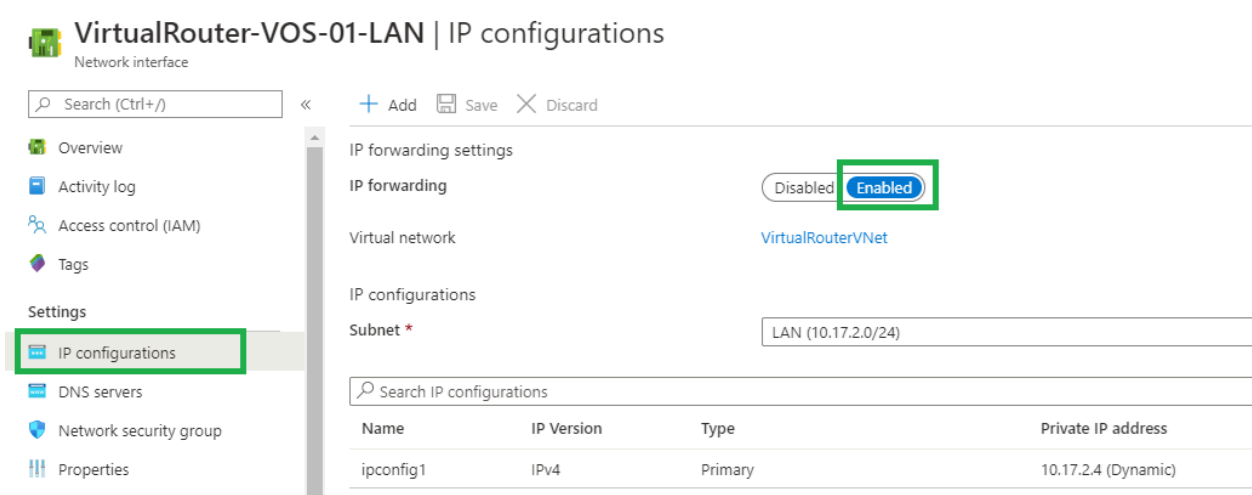 VirtualRouter-VOS-01-LAN | IP configurations
Network interface
Search (Ctrl+/)
«
Add
Save
Discard
Overview
Activity log
Access control (IAM)
Tags
Settings
IP configurations
DNS servers
Network security group
Properties
IP forwarding settings
IP forwarding
Disabled
Enabled
Virtual network
VirtualRouterVNet
IP configurations
Subnet *
LAN (10.17.2.0/24)
Search IP configurations
Name IP Version Type Private IP address
ipconfig1 IPv4 Primary 10.17.2.4 (Dynamic)